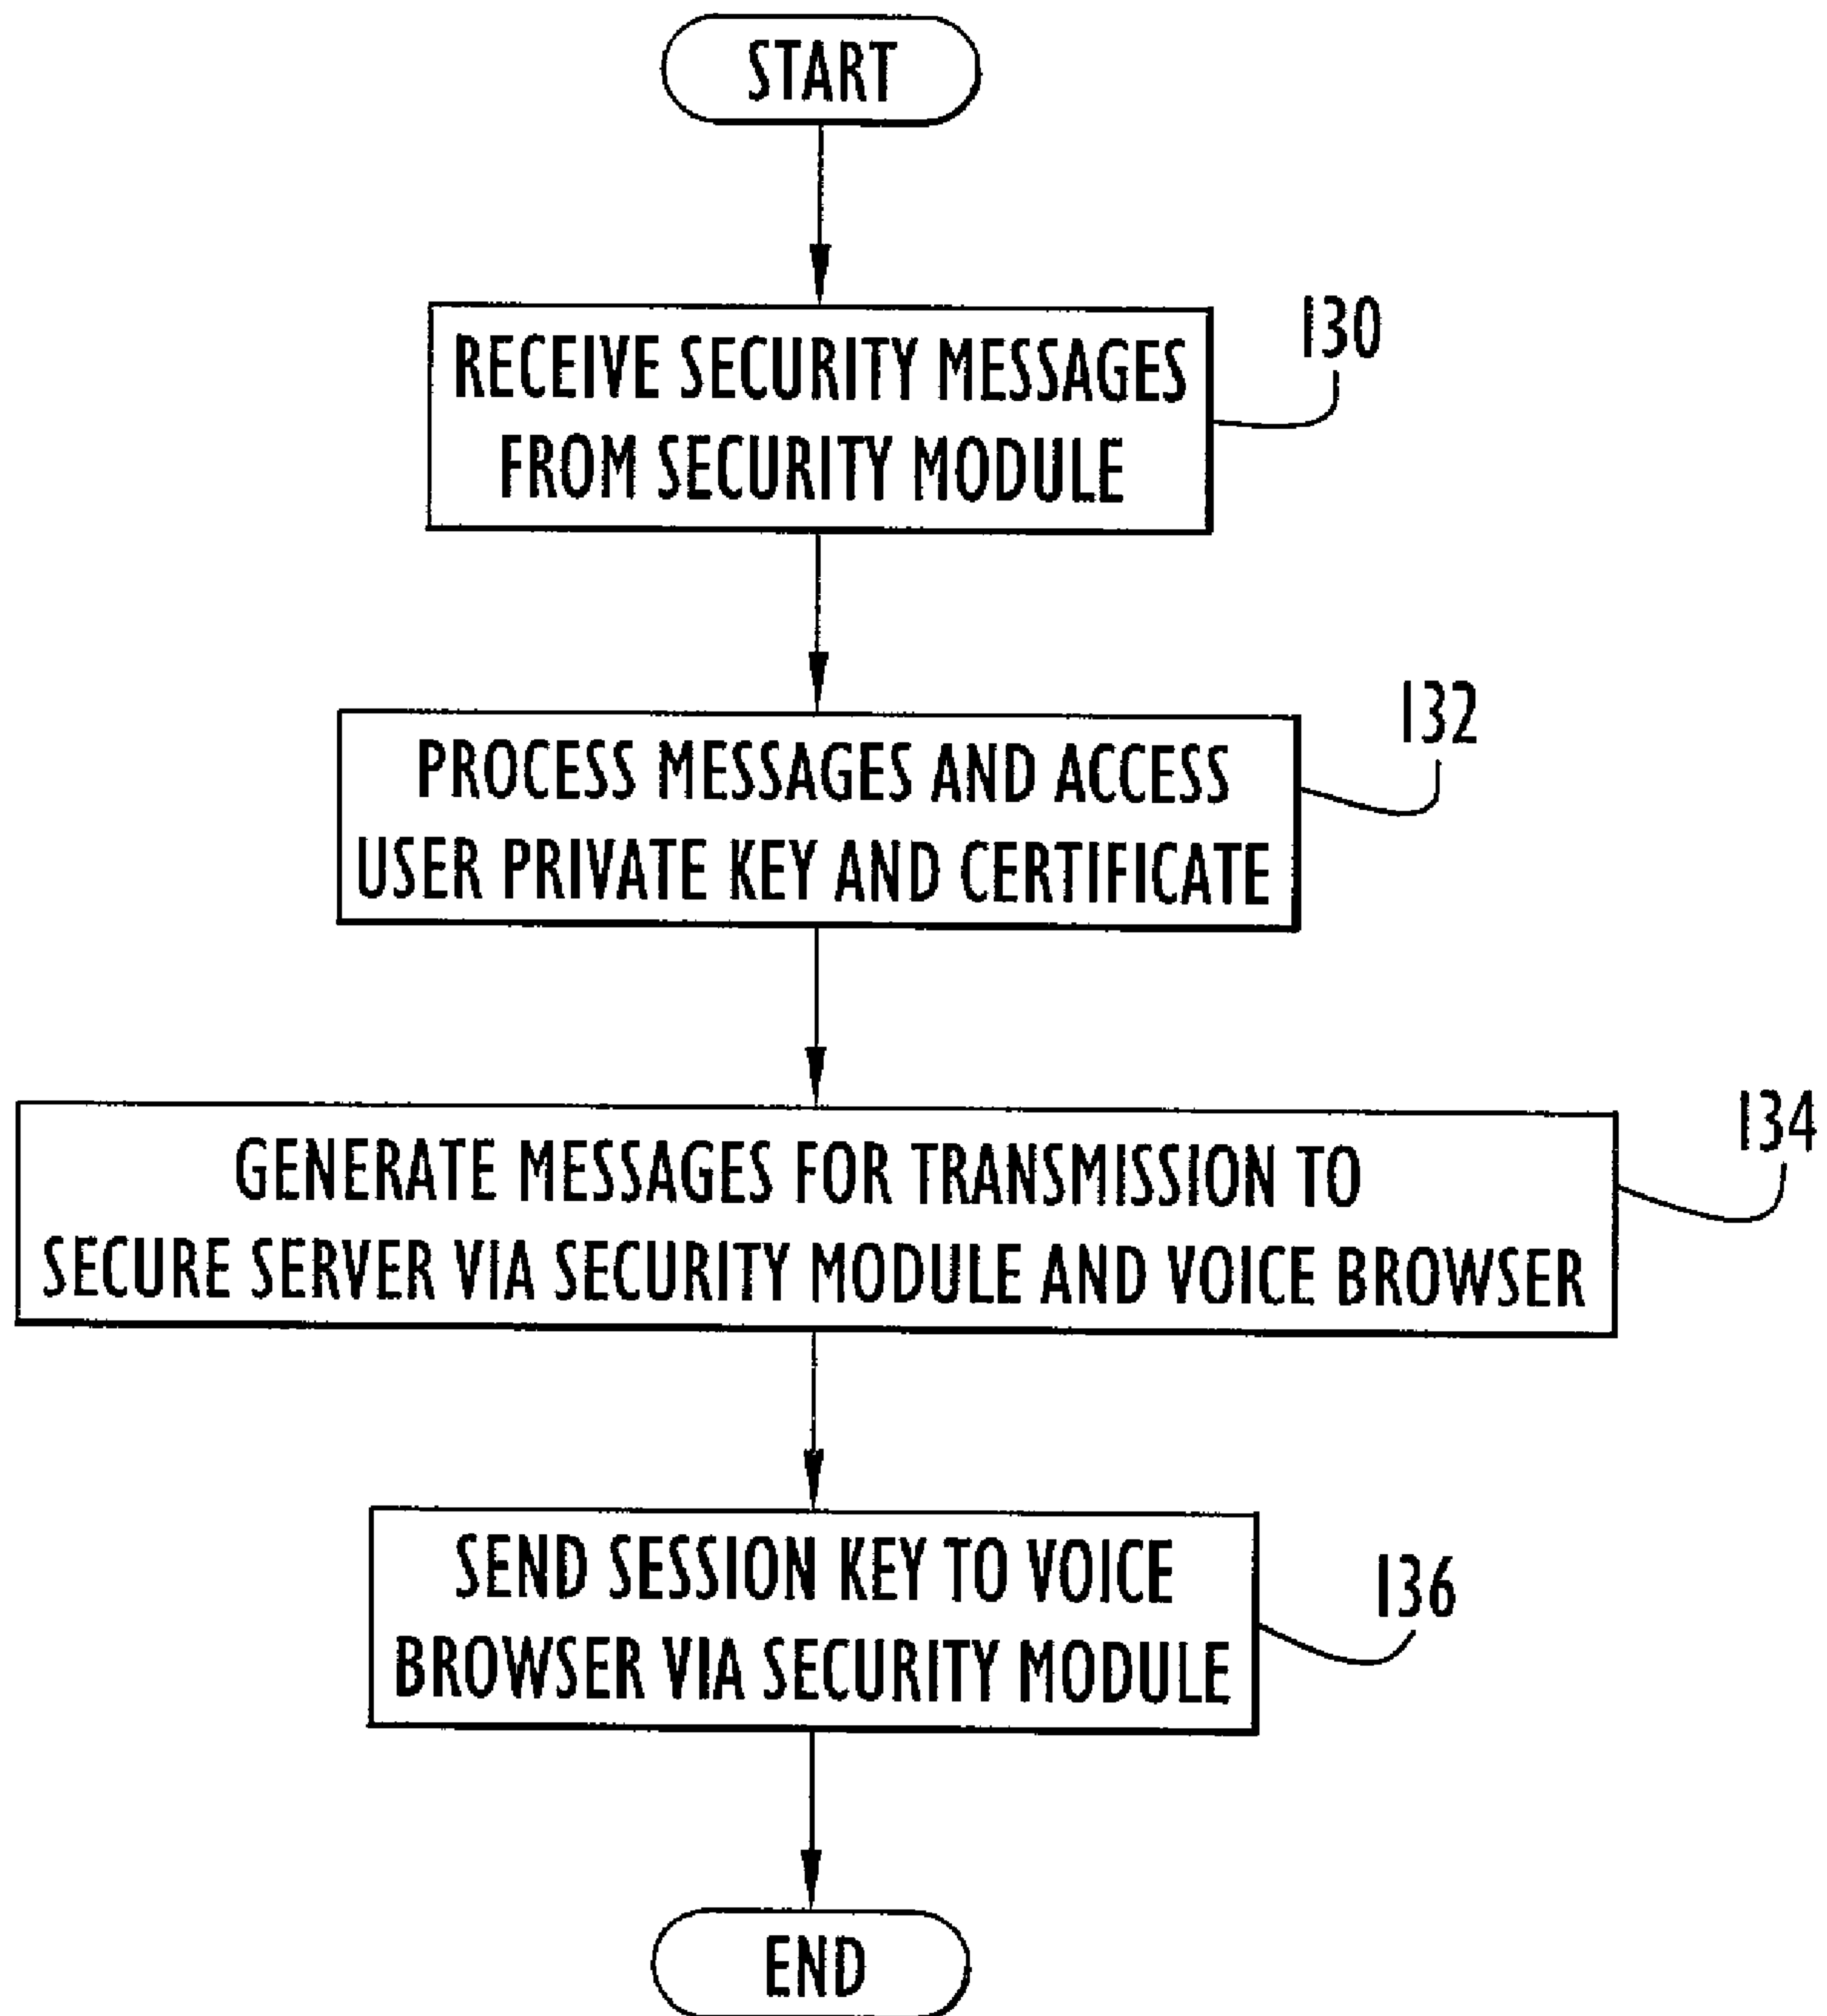 START
RECEIVE SECURITY MESSAGES
FROM SECURITY MODULE
130
PROCESS MESSAGES AND ACCESS
USER PRIVATE KEY AND CERTIFICATE
132
GENERATE MESSAGES FOR TRANSMISSION TO
SECURE SERVER VIA SECURITY MODULE AND VOICE BROWSER
134
SEND SESSION KEY TO VOICE
BROWSER VIA SECURITY MODULE
136
END